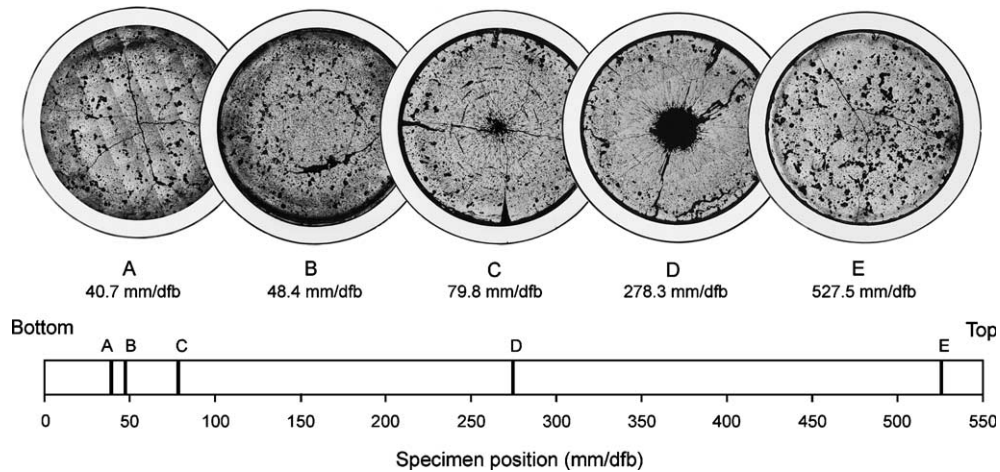 A B C D E
40.7 mm/dfb 48.4 mm/dfb 79.8 mm/dfb 278.3 mm/dfb 527.5 mm/dfb
Bottom Top
A B C D E
0 50 100 150 200 250 300 350 400 450 500 550
Specimen position (mm/dfb)